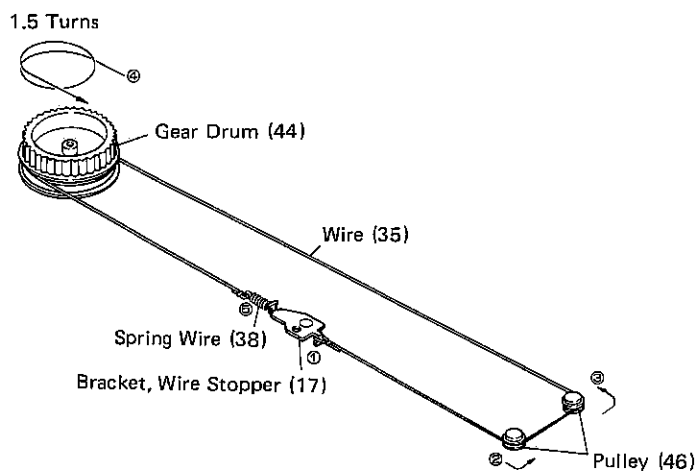 1.5 Turns
④
Gear Drum (44)
Wire (35)
⑤
Spring Wire (38)
①
Bracket, Wire Stopper (17)
③
②
Pulley (46)